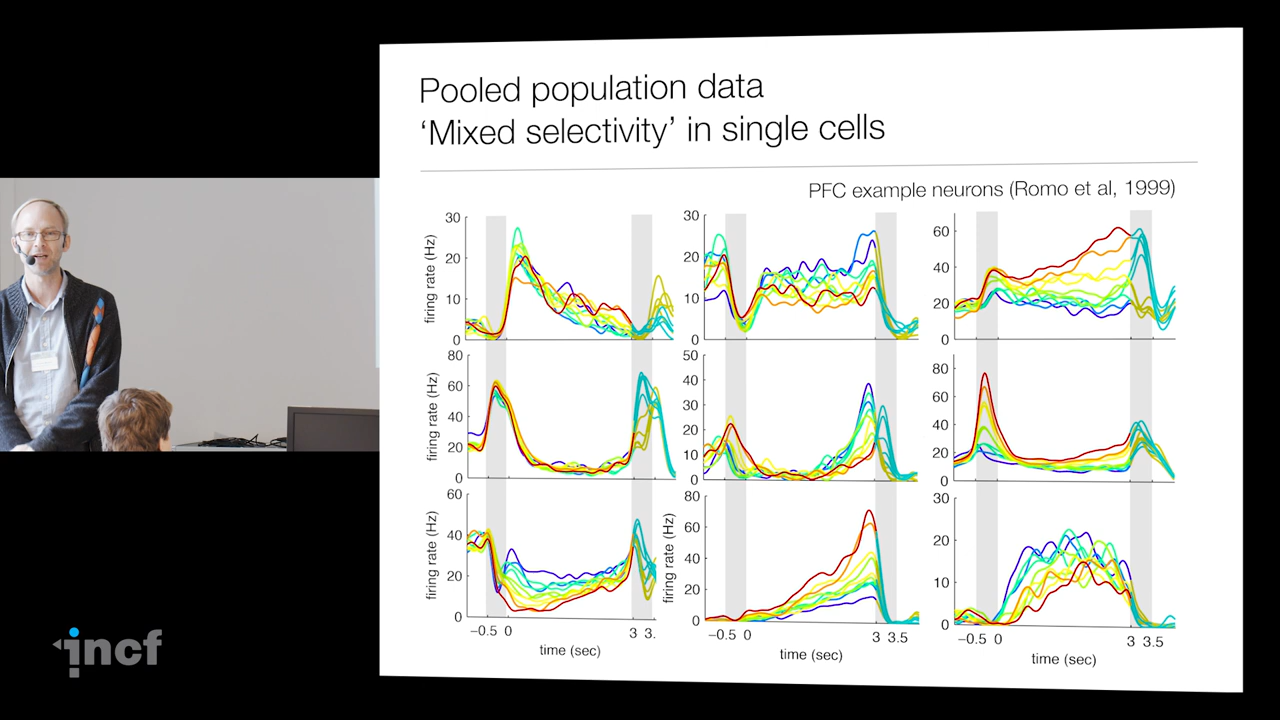 Pooled population data
‘Mixed selectivity’ in single cells
PFC example neurons (Romo et al, 1999)
30
20
10
0
firing rate (Hz)
30
20
10
0
60
40
20
0
80
60
40
20
0
firing rate (Hz)
50
40
30
20
10
0
80
60
40
20
0
60
40
20
0
firing rate (Hz)
−0.5 0 3 3.
time (sec)
80
60
40
20
0
firing rate (Hz)
−0.5 0 3 3.5
time (sec)
30
20
10
0
−0.5 0 3 3.5
time (sec)
incf